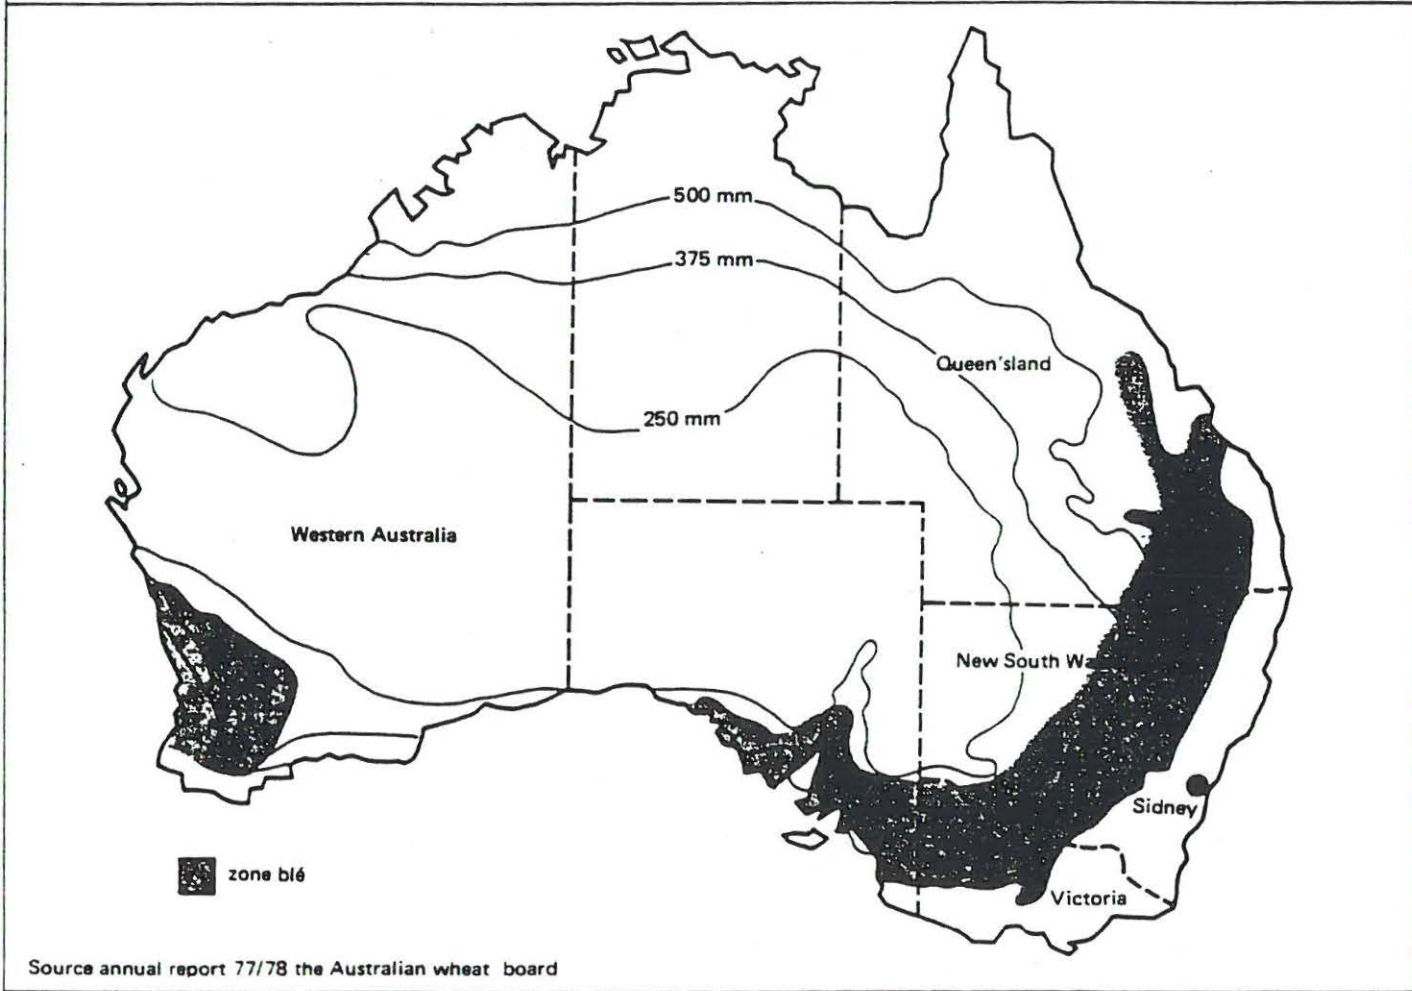 500 mm
375 mm
Queen'sland
250 mm
Western Australia
New South Wa
Sidney
zone blé
Victoria
Source annual report 77/78 the Australian wheat board